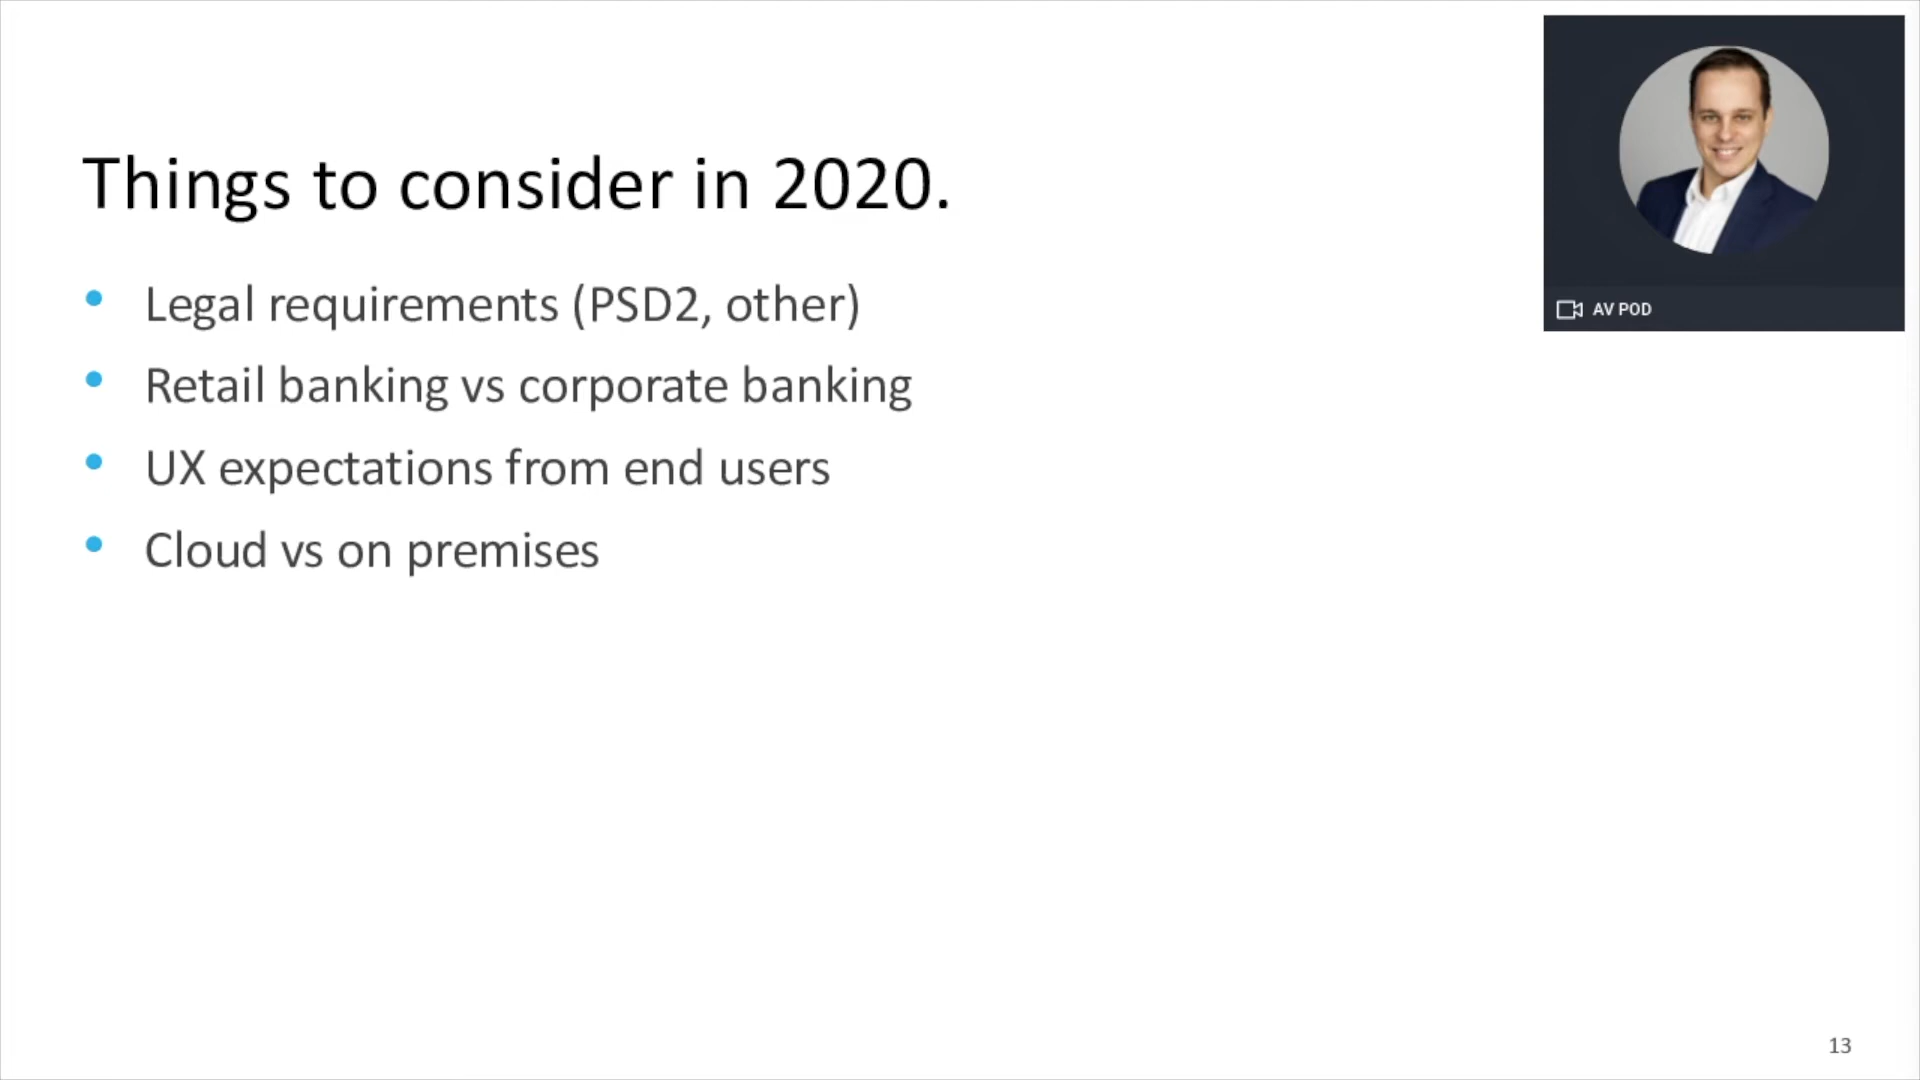 Things to consider in 2020.
• Legal requirements (PSD2, other)
• Retail banking vs corporate banking
• UX expectations from end users
• Cloud vs on premises
AV POD
13